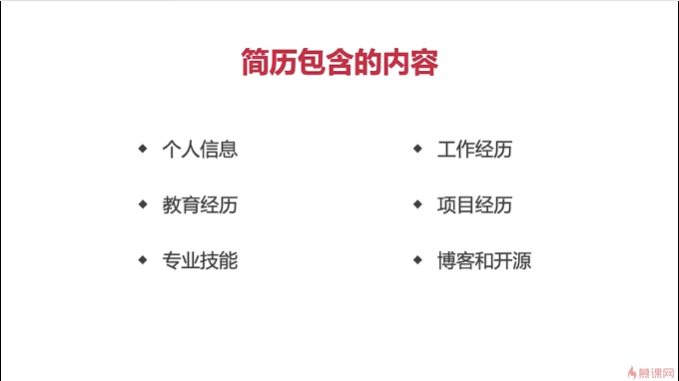 简历包含的内容
个人信息
教育经历
专业技能
工作经历
项目经历
博客和开源
慕课网